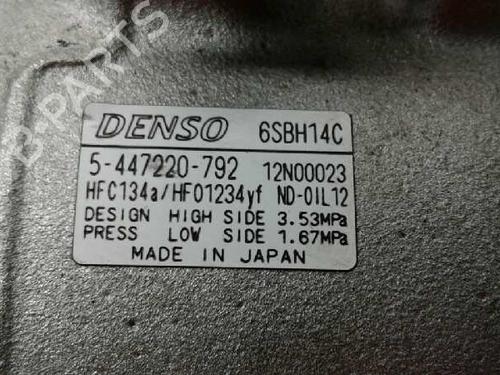 B-PARTS
DENSO 6SBH14C
5-447220-792 12N00023
HFC134a/HFO1234yf ND-OIL12
DESIGN HIGH SIDE 3.53MPa
PRESS LOW SIDE 1.67MPa
MADE IN JAPAN